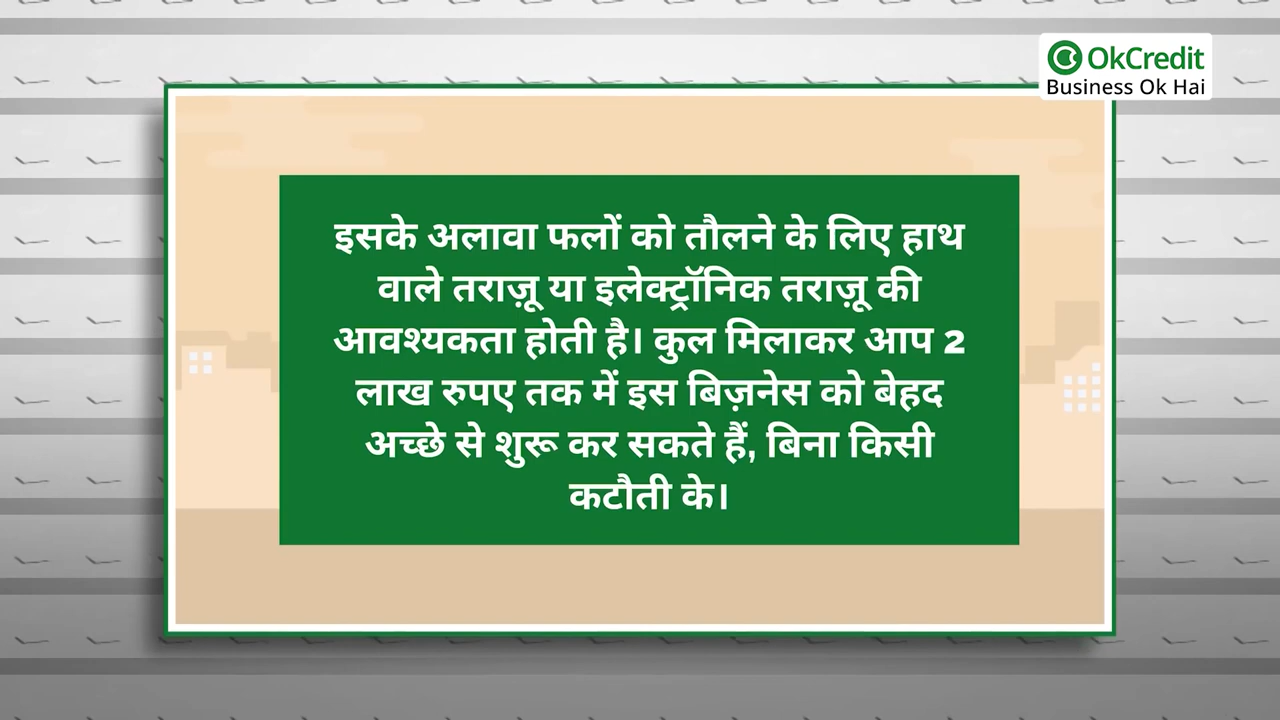 OkCredit
Business Ok Hai
इसके अलावा फलों को तौलने के लिए हाथ
वाले तराज़ू या इलेक्ट्रॉनिक तराज़ू की
आवश्यकता होती है। कुल मिलाकर आप 2
लाख रुपए तक में इस बिज़नेस को बेहद
अच्छे से शुरू कर सकते हैं, बिना किसी
कटौती के।